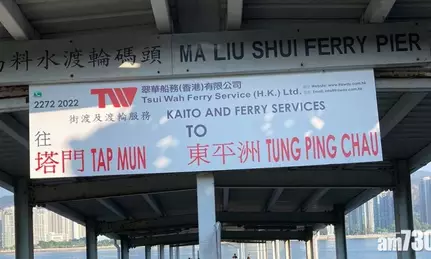 馬料水渡輪碼頭 MA LIU SHUI FERRY PIER
TW
翠華船務(香港)有限公司
Tsui Wah Ferry Service (H.K.) Ltd.
2272 2022
街渡及渡輪服務
KAITO AND FERRY SERVICES
往
TO
塔門 TAP MUN
東平洲 TUNG PING CHAU
am730